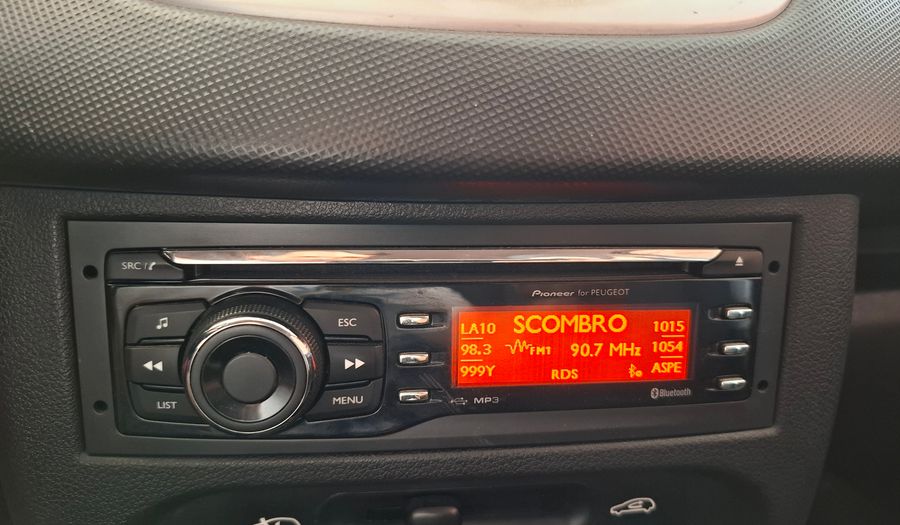 SRC /
Pioneer for PEUGEOT
ESC
LIST
MENU
LA10
SCOMBRO
1015
98.3
FM1
90.7 MHz
1054
999Y
RDS
ASPE
MP3
Bluetooth